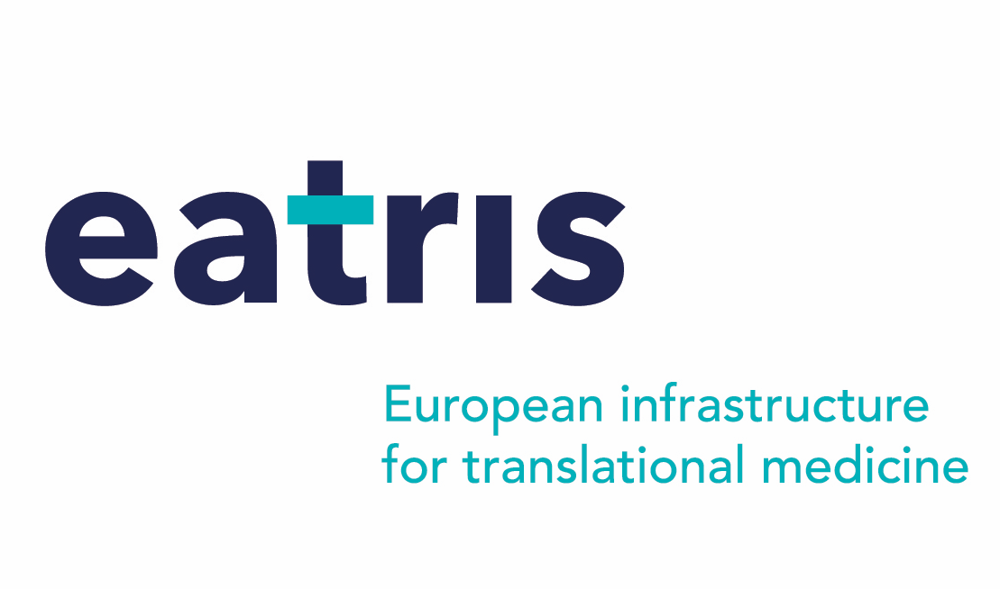 eatris
European infrastructure
for translational medicine